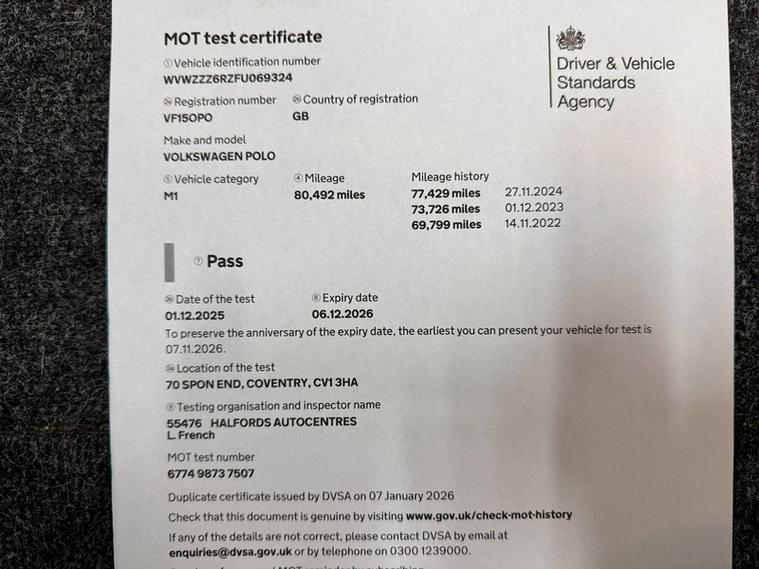 MOT test certificate
① Vehicle identification number
WVWZZZ6RZFU069324
Registration number Country of registration
VF15OPO GB
Make and model
VOLKSWAGEN POLO
⑤ Vehicle category ④ Mileage Mileage history
M1 80,492 miles 77,429 miles 27.11.2024
73,726 miles 01.12.2023
69,799 miles 14.11.2022
⑦ Pass
Date of the test ⑧ Expiry date
01.12.2025 06.12.2026
To preserve the anniversary of the expiry date, the earliest you can present your vehicle for test is
07.11.2026.
Location of the test
70 SPON END, COVENTRY, CV1 3HA
⑨ Testing organisation and inspector name
55476 HALFORDS AUTOCENTRES
L. French
MOT test number
6774 9873 7507
Duplicate certificate issued by DVSA on 07 January 2026
Check that this document is genuine by visiting www.gov.uk/check-mot-history
If any of the details are not correct, please contact DVSA by email at
enquiries@dvsa.gov.uk or by telephone on 0300 1239000.
Driver & Vehicle
Standards
Agency